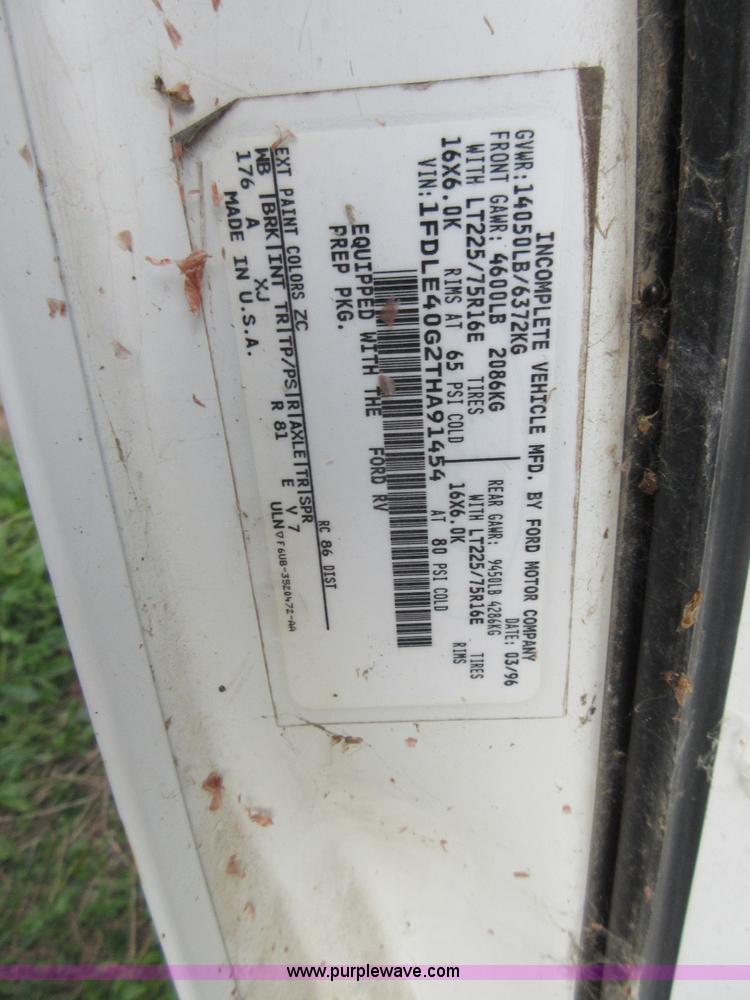 INCOMPLETE VEHICLE MFD. BY FORD MOTOR COMPANY
DATE: 03/96
GVWR:14050LB/6372KG
FRONT GAWR: 4600LB 2086KG
REAR GAWR: 9450LB 4286KG
WITH LT225/75R16E TIRES
WITH LT225/75R16E TIRES
16X6.0K RIMS AT 65 PSI COLD
16X6.0K RIMS
AT 80 PSI COLD
VIN:1FDLE40G2THA91454
EQUIPPED WITH THE FORD RV
PREP PKG.
RC 86 DIST
EXT PAINT COLORS ZC
WB |BRK|INT TR|TP/PS|R|AXLE|TR|SPR
176 A XJ R 81 E V 7
MADE IN U.S.A.
ULN▽F6UB-3520472-AA
www.purplewave.com